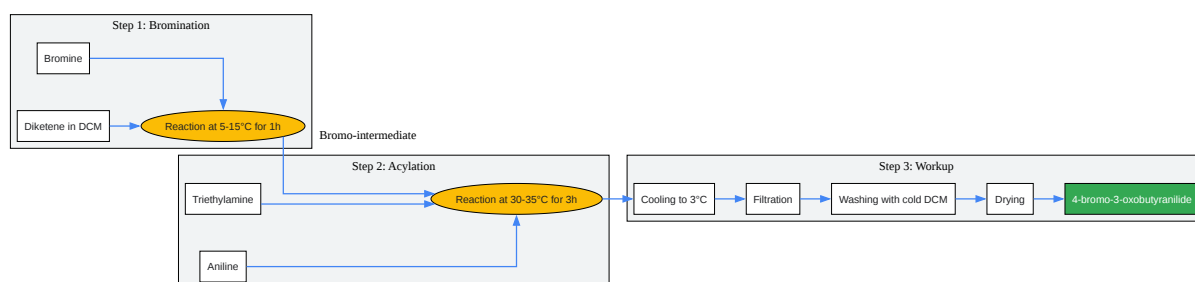 Step 1: Bromination
Bromine
Diketene in DCM
Reaction at 5-15°C for 1h
Bromo-intermediate
Step 2: Acylation
Triethylamine
Reaction at 30-35°C for 3h
Aniline
Step 3: Workup
Cooling to 3°C
Filtration
Washing with cold DCM
Drying
4-bromo-3-oxobutyranilide